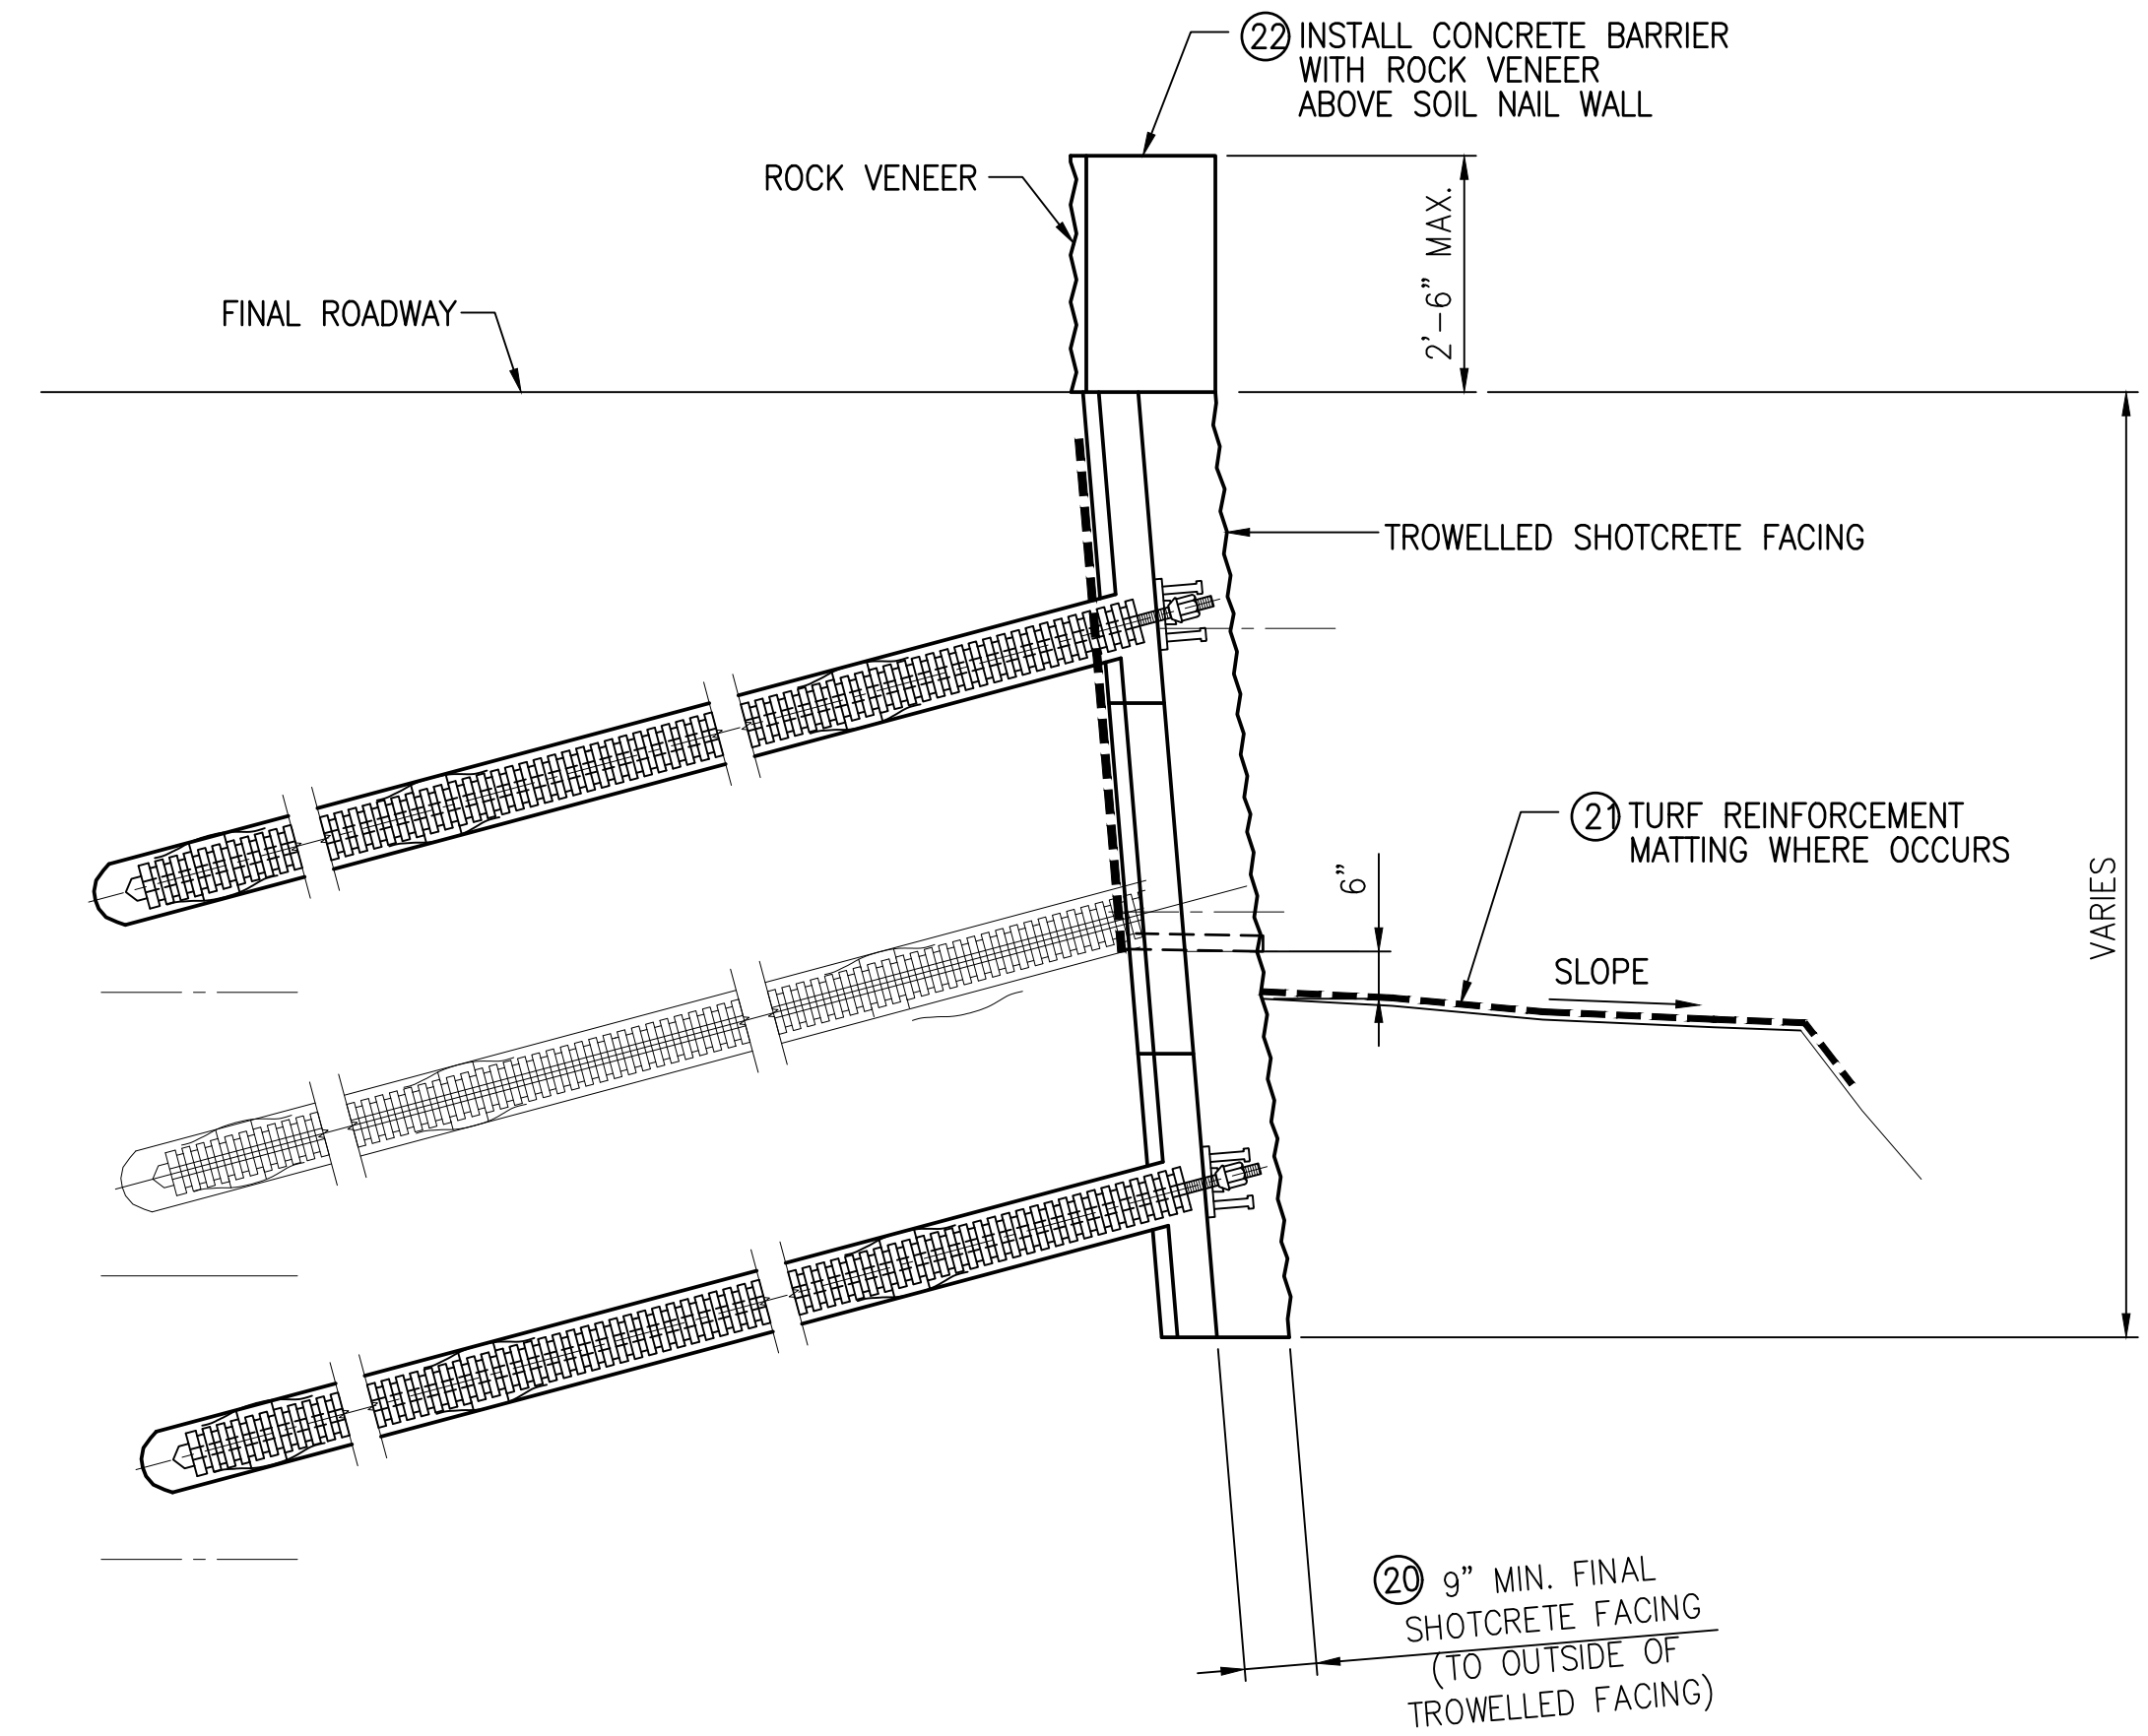 22 INSTALL CONCRETE BARRIER
WITH ROCK VENEER
ABOVE SOIL NAIL WALL
ROCK VENEER
2'-6" MAX.
FINAL ROADWAY
TROWELLED SHOTCRETE FACING
21 TURF REINFORCEMENT
MATTING WHERE OCCURS
6"
VARIES
SLOPE
20 9" MIN. FINAL
SHOTCRETE FACING
(TO OUTSIDE OF
TROWELLED FACING)